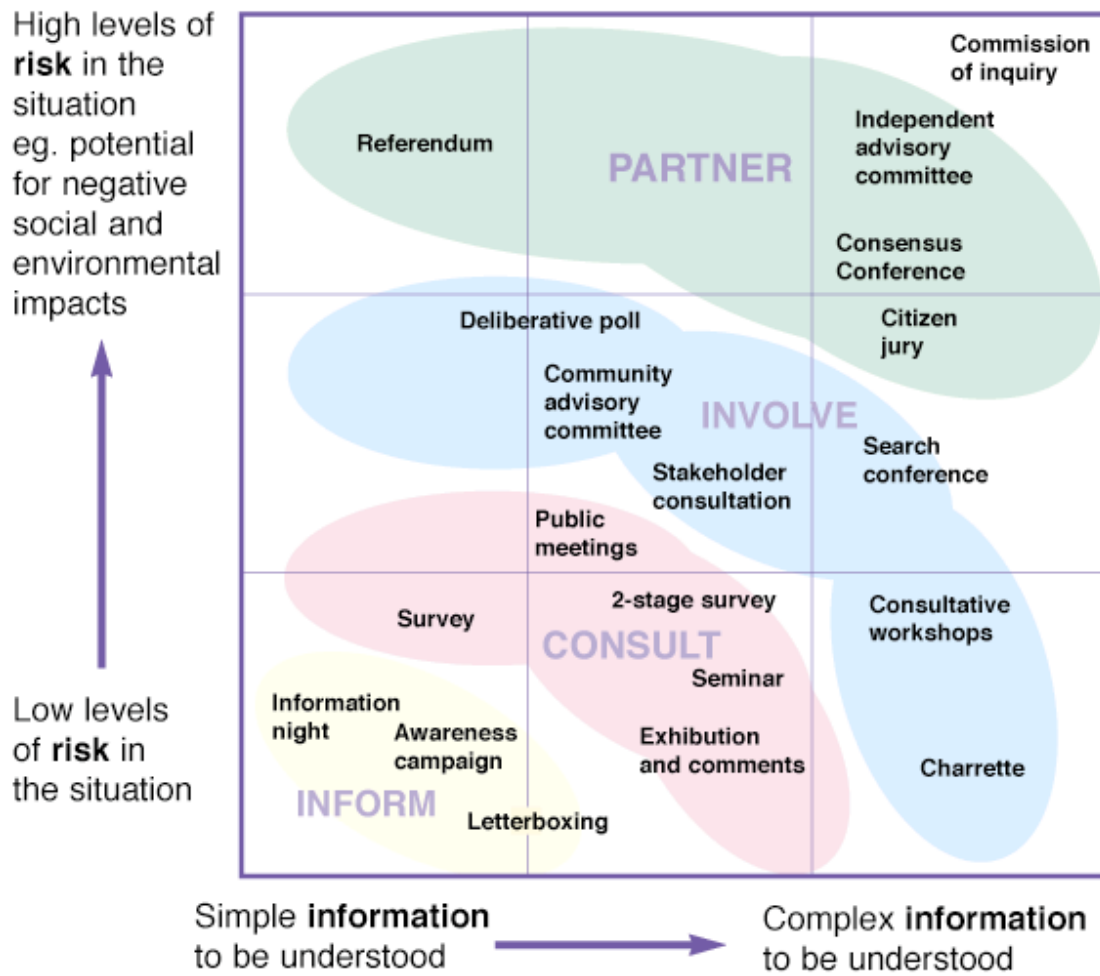 High levels of
risk in the
situation
eg. potential
for negative
social and
environmental
impacts
Low levels
of risk in
the situation
Commission
of inquiry
Referendum
PARTNER
Independent
advisory
committee
Consensus
Conference
Deliberative poll
Citizen
jury
Community
advisory
committee
INVOLVE
Search
conference
Stakeholder
consultation
Public
meetings
Survey
2-stage survey
CONSULT
Consultative
workshops
Seminar
Information
night
Awareness
campaign
Exhibution
and comments
Charrette
INFORM
Letterboxing
Simple information
to be understood
Complex information
to be understood